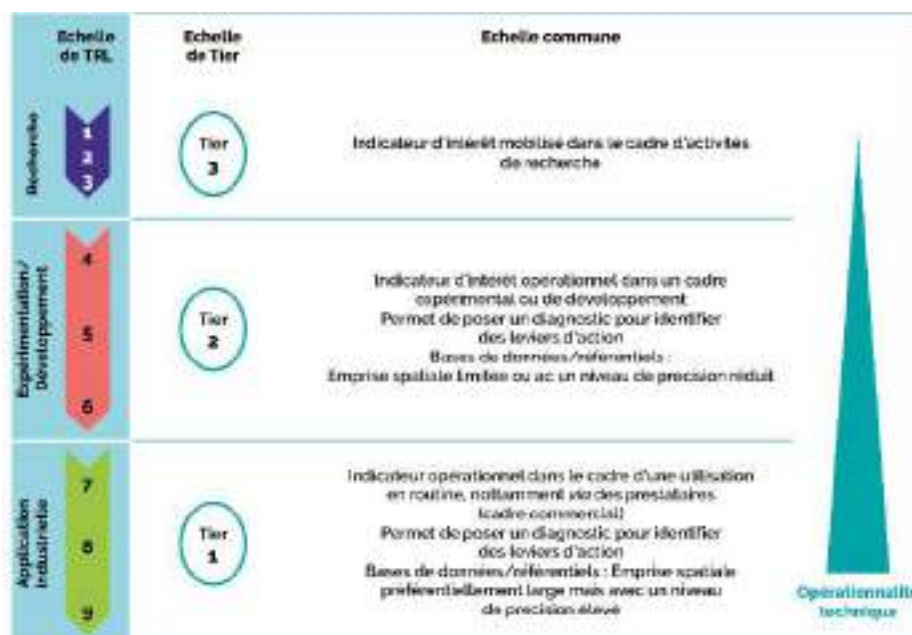 Echelle
de TRL
Echelle
de Tier
Echelle commune
Recherche
1
2
3
Tier
3
Indicateur d'intérêt mobilisé dans le cadre d'activités
de recherche
Expérimentation/
Développement
4
5
6
Tier
2
Indicateur d'intérêt opérationnel dans un cadre
expérimental ou de développement
Permet de poser un diagnostic pour identifier
des leviers d'action
Bases de données/référentiels :
Emprise spatiale limitée ou ac un niveau de precision réduit
Application
industrielle
7
8
9
Tier
1
Indicateur opérationnel dans le cadre d'une utilisation
en routine, nottamment via des prestataires
(cadre commercial)
Permet de poser un diagnostic pour identifier
des leviers d'action
Bases de données/référentiels : Emprise spatiale
préférentiellement large mais avec un niveau
de precision élevé
Opérationnalité
technique